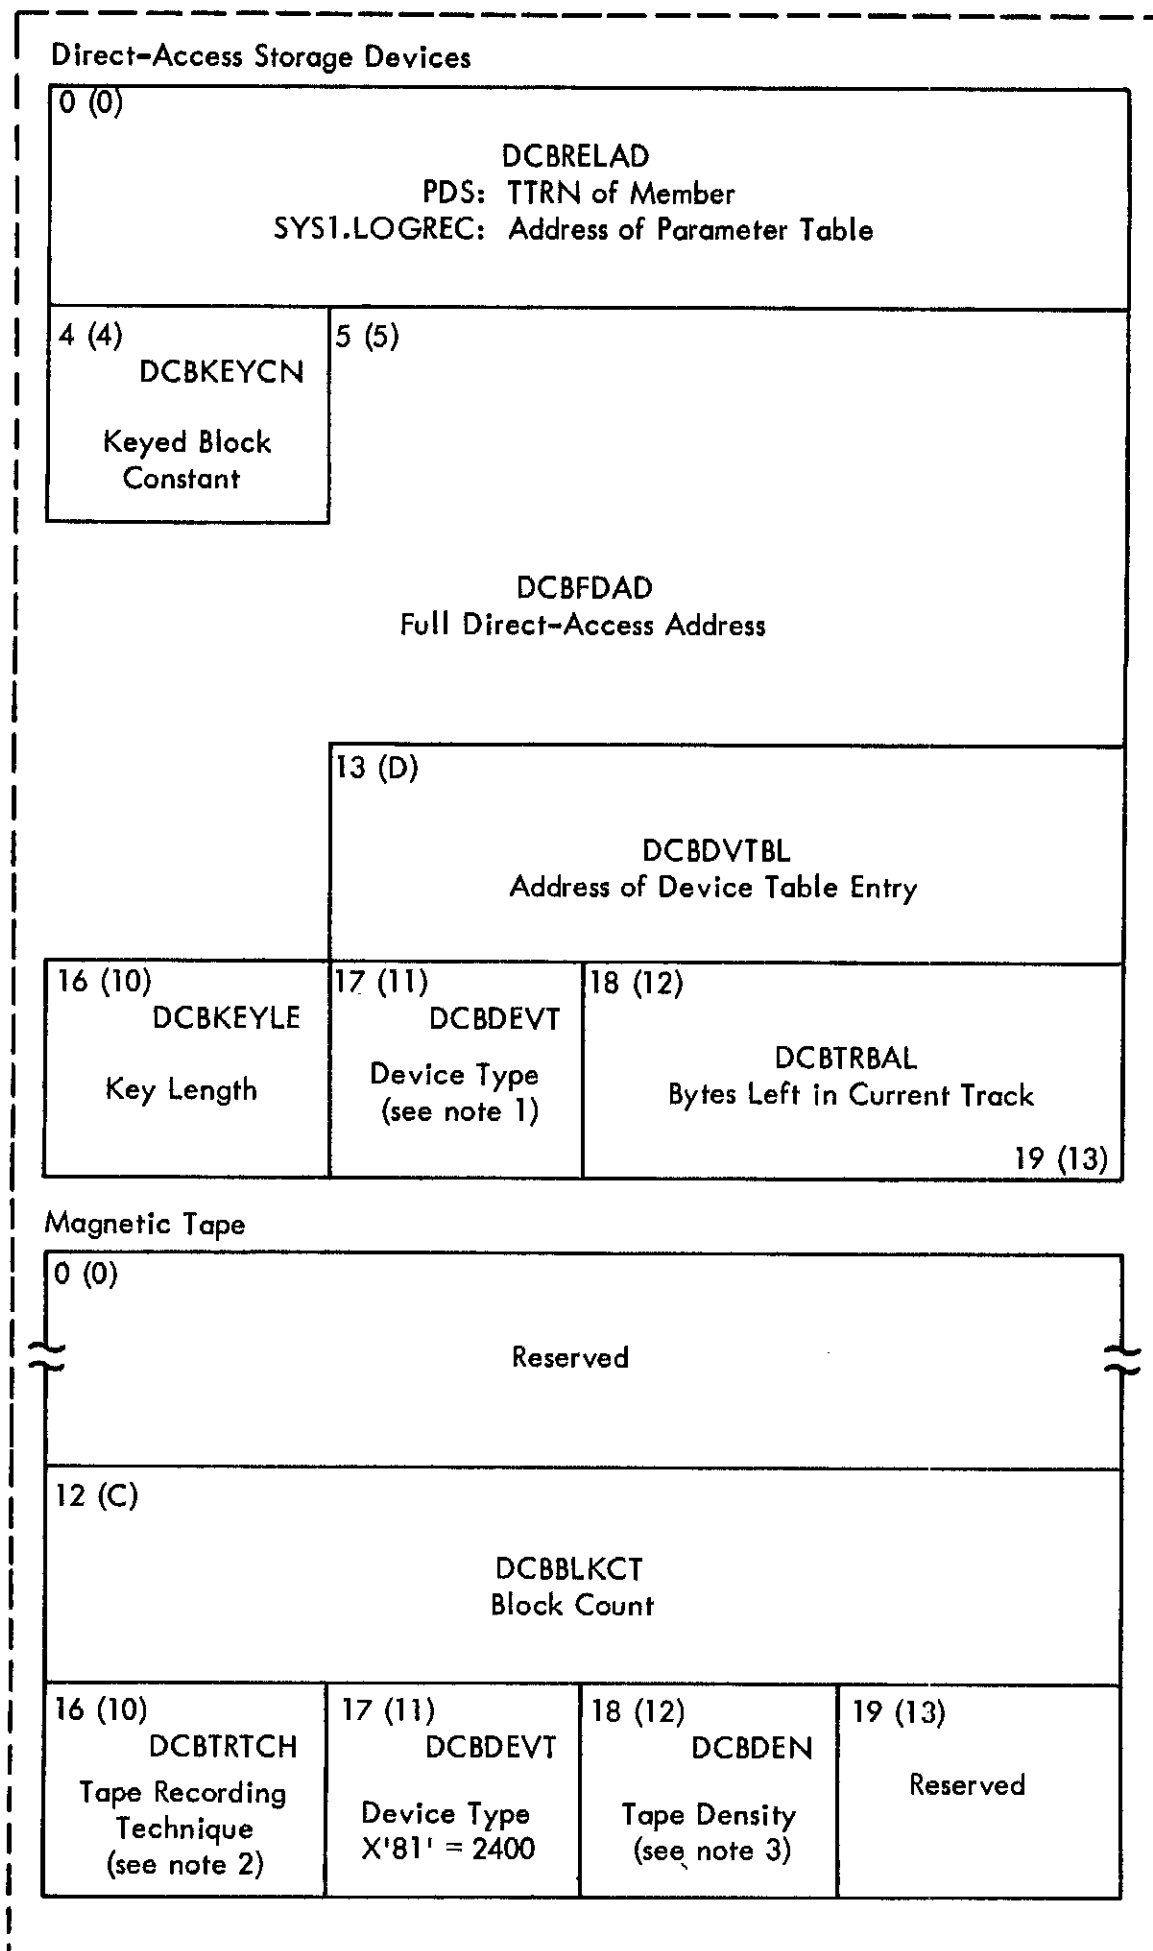 Direct-Access Storage Devices
0 (0)
DCBRELAD
PDS: TTRN of Member
SYS1.LOGREC: Address of Parameter Table
4 (4)
DCBKEYCN
Keyed Block
Constant
5 (5)
DCBFDAD
Full Direct-Access Address
13 (D)
DCBDVTBL
Address of Device Table Entry
16 (10)
DCBKEYLE
Key Length
17 (11)
DCBDEVT
Device Type
(see note 1)
18 (12)
DCBTRBAL
Bytes Left in Current Track
19 (13)
Magnetic Tape
0 (0)
Reserved
12 (C)
DCBBLKCT
Block Count
16 (10)
DCBTRTCH
Tape Recording
Technique
(see note 2)
17 (11)
DCBDEVT
Device Type
X'81' = 2400
18 (12)
DCBDEN
Tape Density
(see note 3)
19 (13)
Reserved